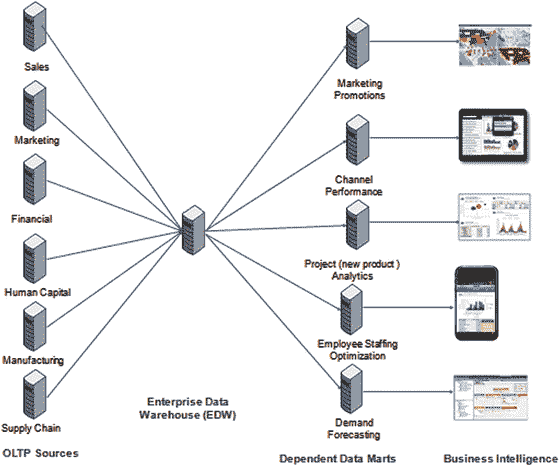 Sales
Marketing
Financial
Human Capital
Manufacturing
Supply Chain
OLTP Sources
Enterprise Data
Warehouse (EDW)
Marketing
Promotions
Channel
Performance
Project (new product )
Analytics
Employee Staffing
Optimization
Demand
Forecasting
Dependent Data Marts
Business Intelligence